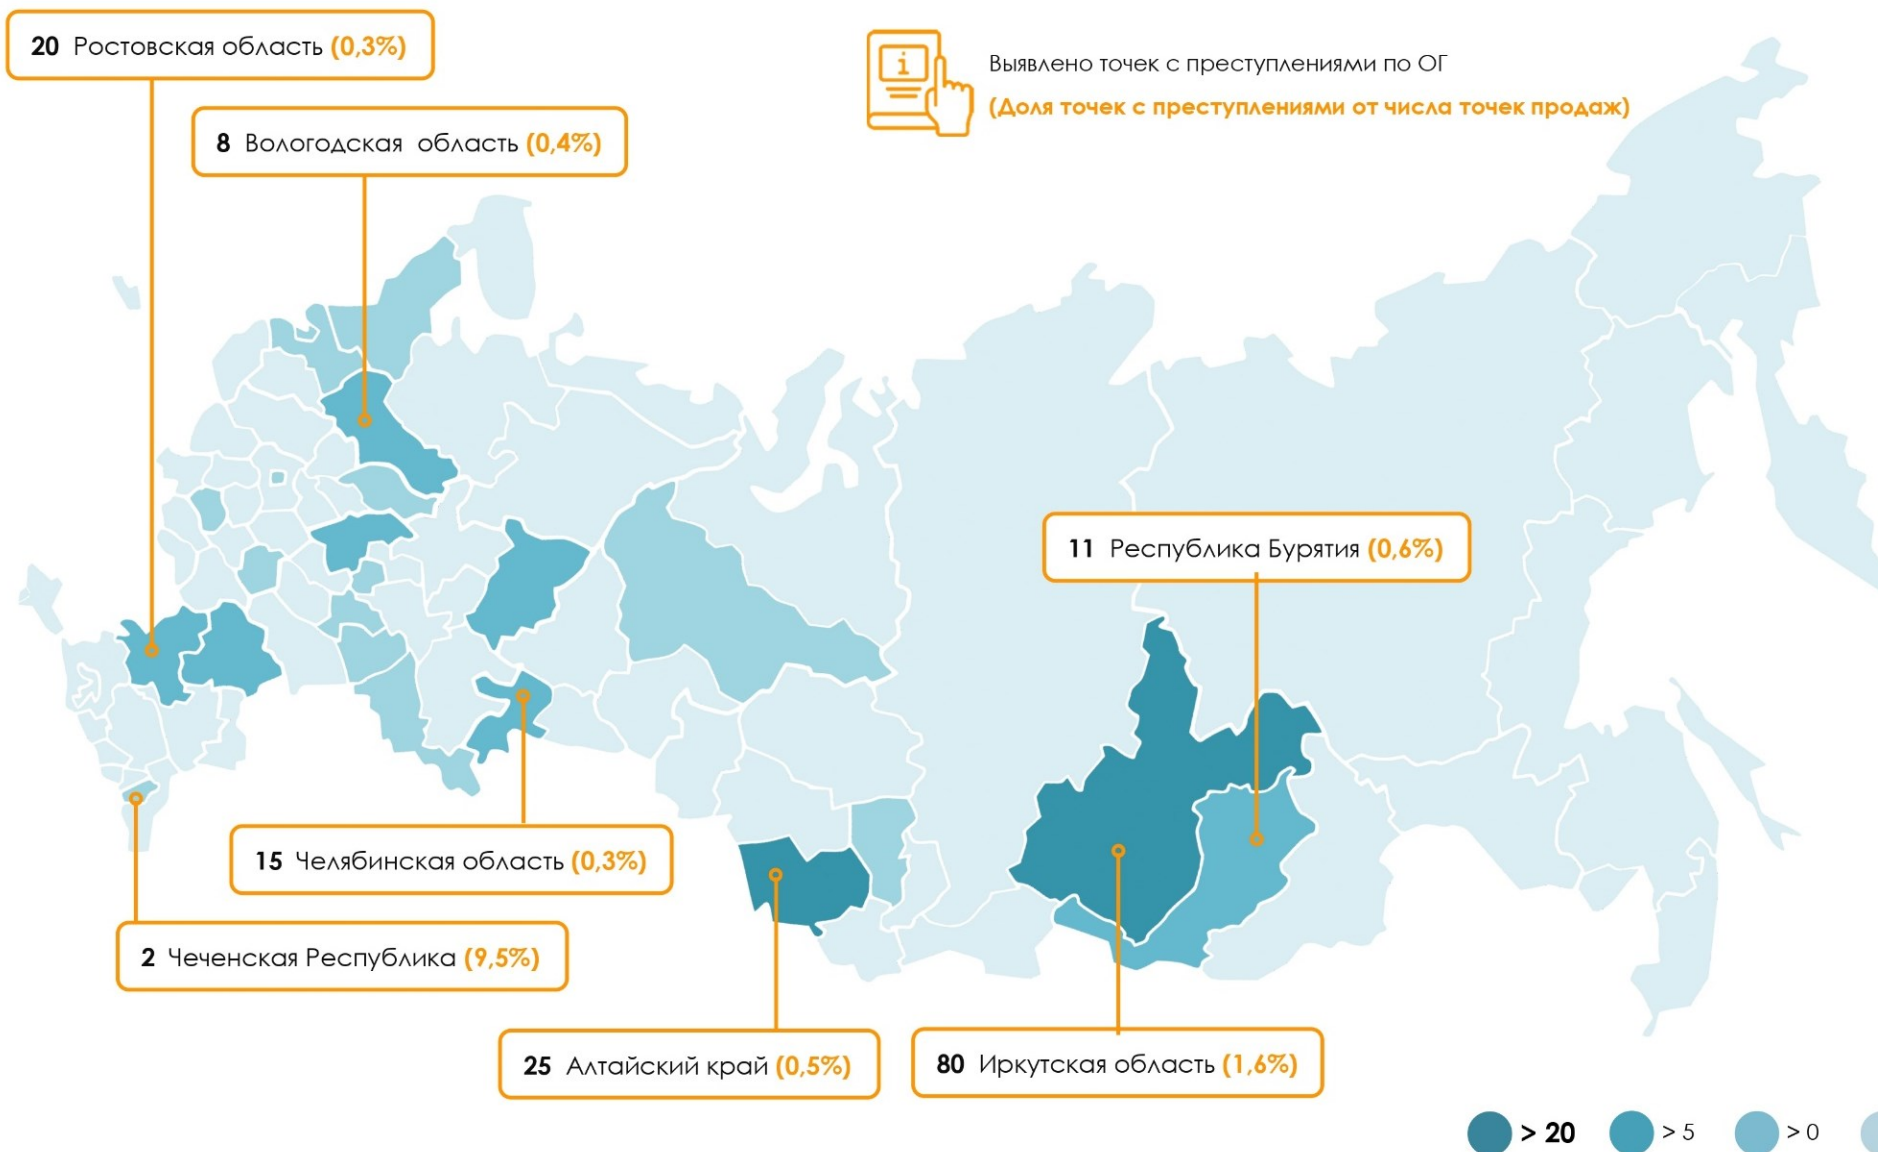 20 Ростовская область (0,3%)
8 Вологодская область (0,4%)
i
Выявлено точек с преступлениями по ОГ
(Доля точек с преступлениями от числа точек продаж)
11 Республика Бурятия (0,6%)
15 Челябинская область (0,3%)
2 Чеченская Республика (9,5%)
25 Алтайский край (0,5%)
80 Иркутская область (1,6%)
> 20 > 5 > 0